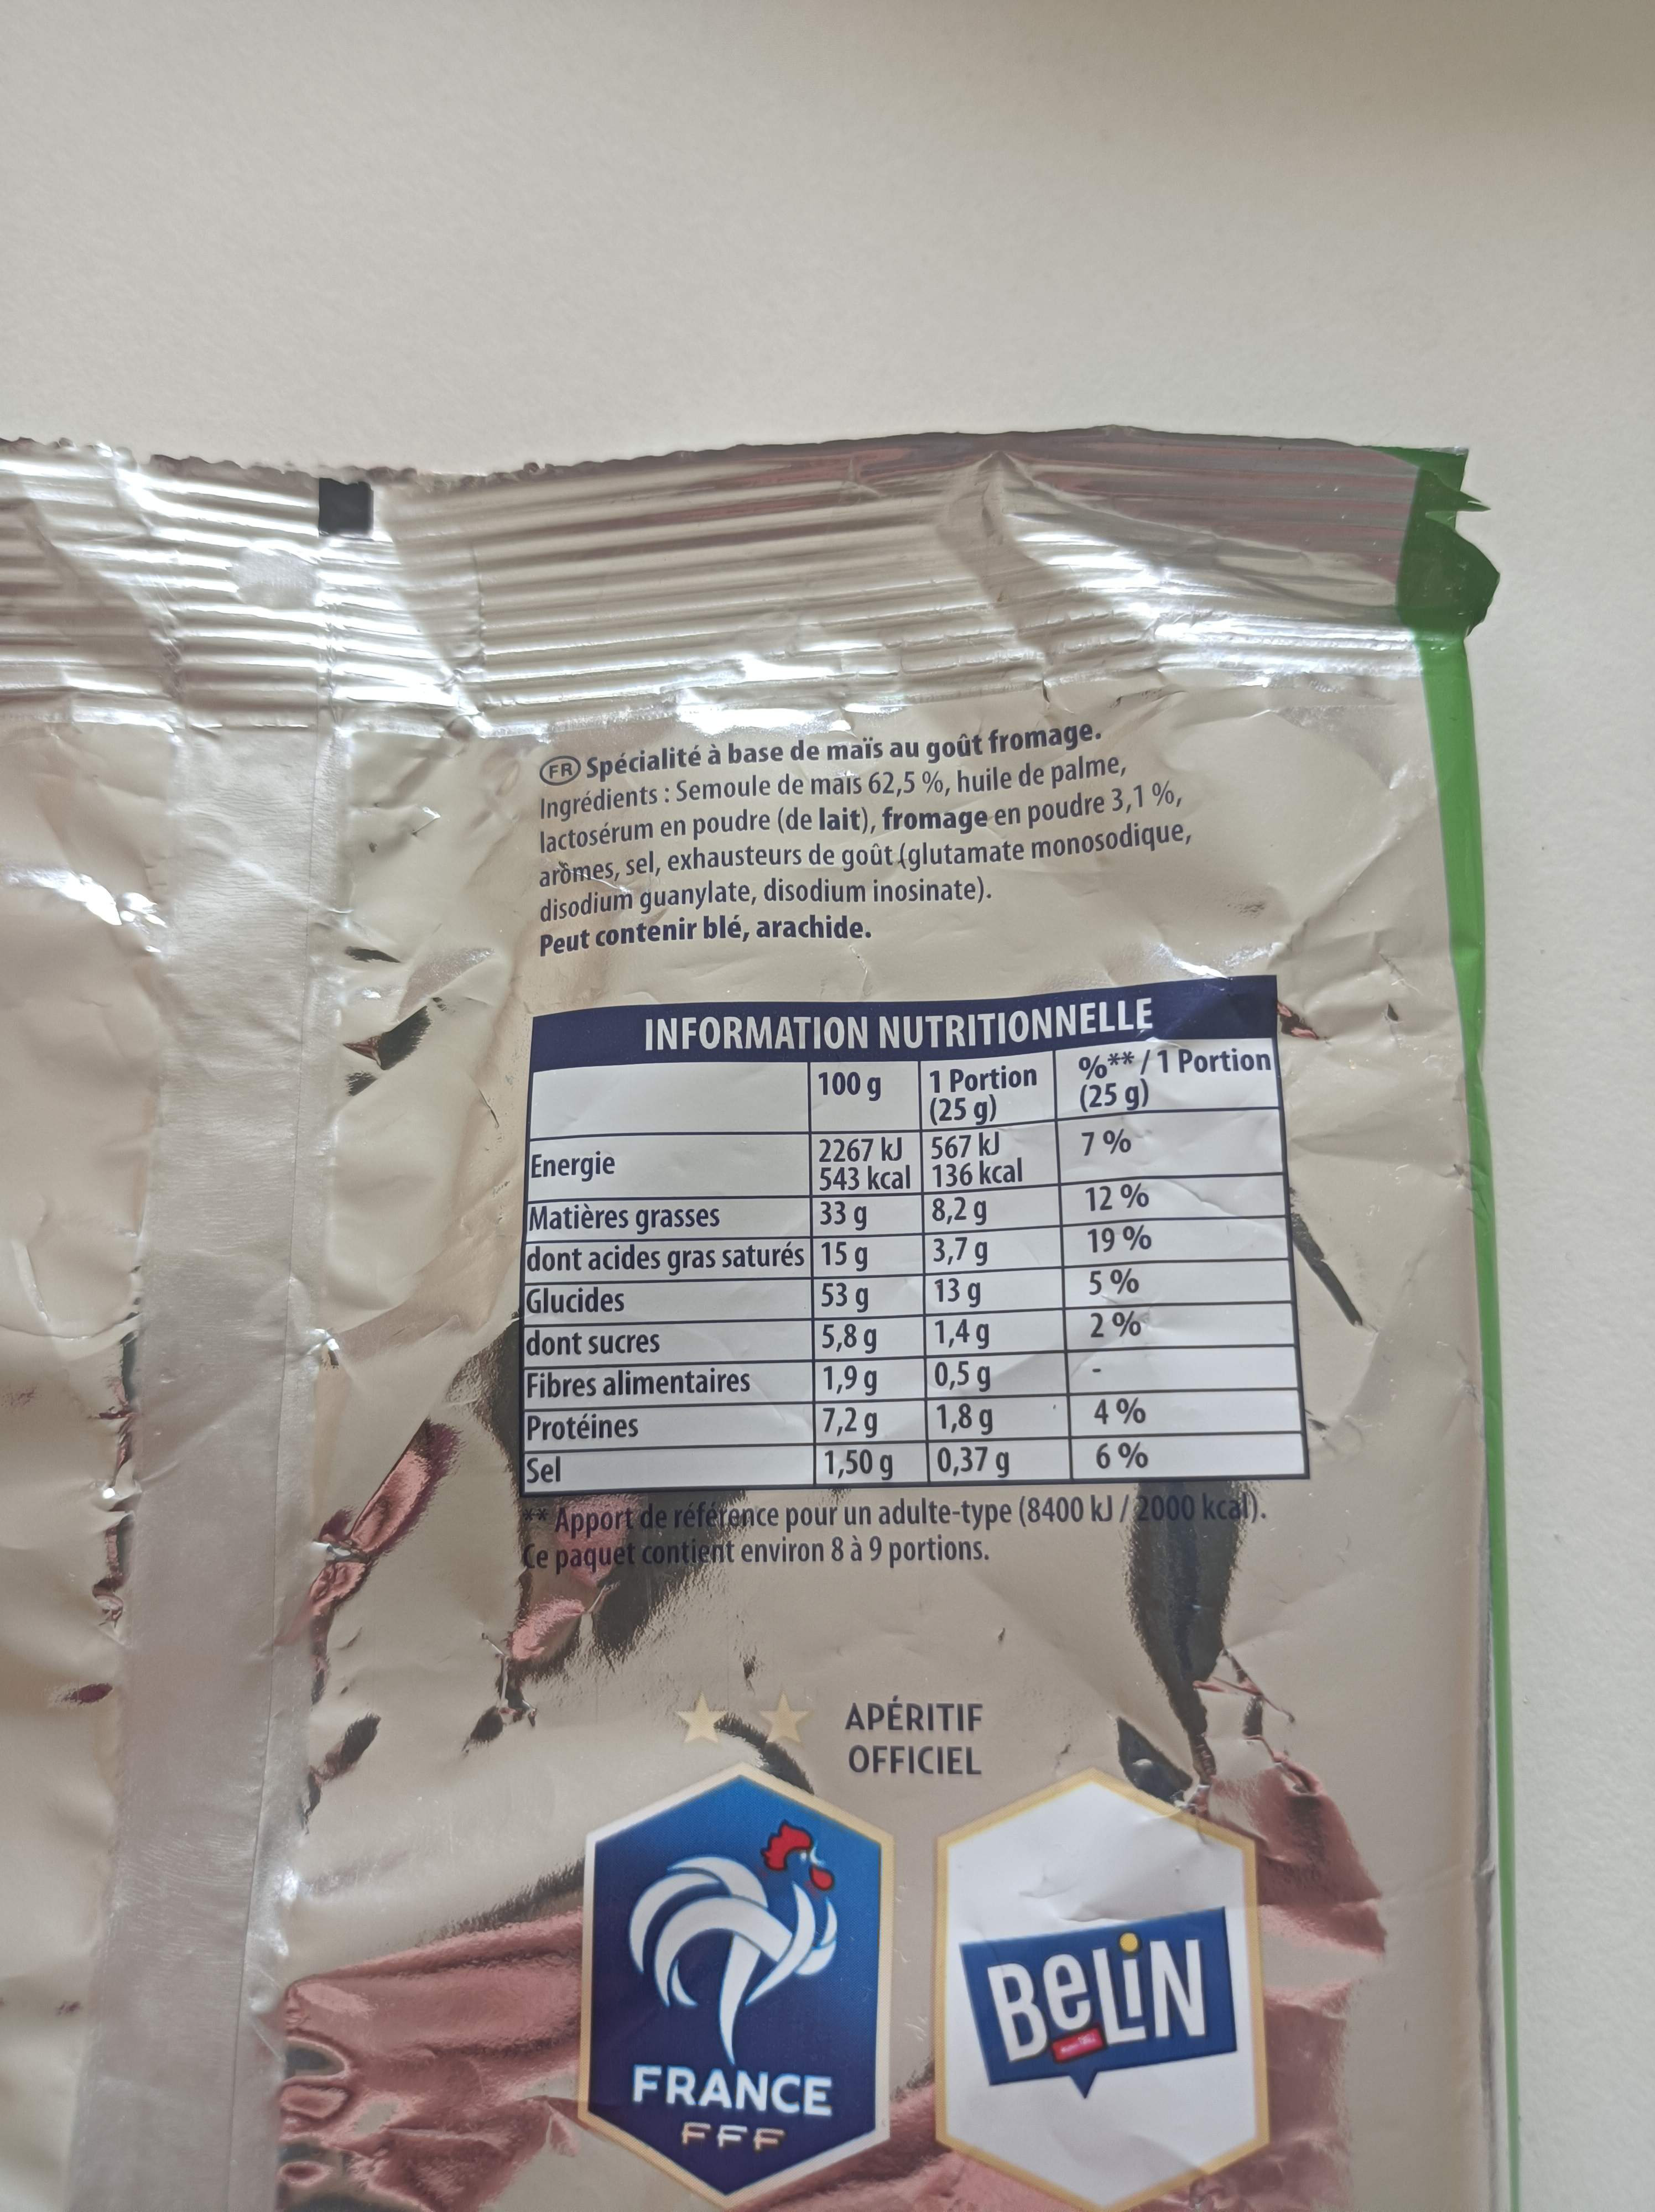 FR Spécialité à base de maïs au goût fromage.
Ingrédients : Semoule de maïs 62,5 %, huile de palme,
lactosérum en poudre (de lait), fromage en poudre 3,1 %,
arômes, sel, exhausteurs de goût (glutamate monosodique,
disodium guanylate, disodium inosinate).
Peut contenir blé, arachide.
INFORMATION NUTRITIONNELLE
100 g 1 Portion (25 g) %** / 1 Portion (25 g)
Energie 2267 kJ 543 kcal 567 kJ 136 kcal 7 %
Matières grasses 33 g 8,2 g 12 %
dont acides gras saturés 15 g 3,7 g 19 %
Glucides 53 g 13 g 5 %
dont sucres 5,8 g 1,4 g 2 %
Fibres alimentaires 1,9 g 0,5 g -
Protéines 7,2 g 1,8 g 4 %
Sel 1,50 g 0,37 g 6 %
** Apport de référence pour un adulte-type (8400 kJ / 2000 kcal).
Ce paquet contient environ 8 à 9 portions.
APÉRITIF
OFFICIEL
FRANCE
FFF
BeLiN